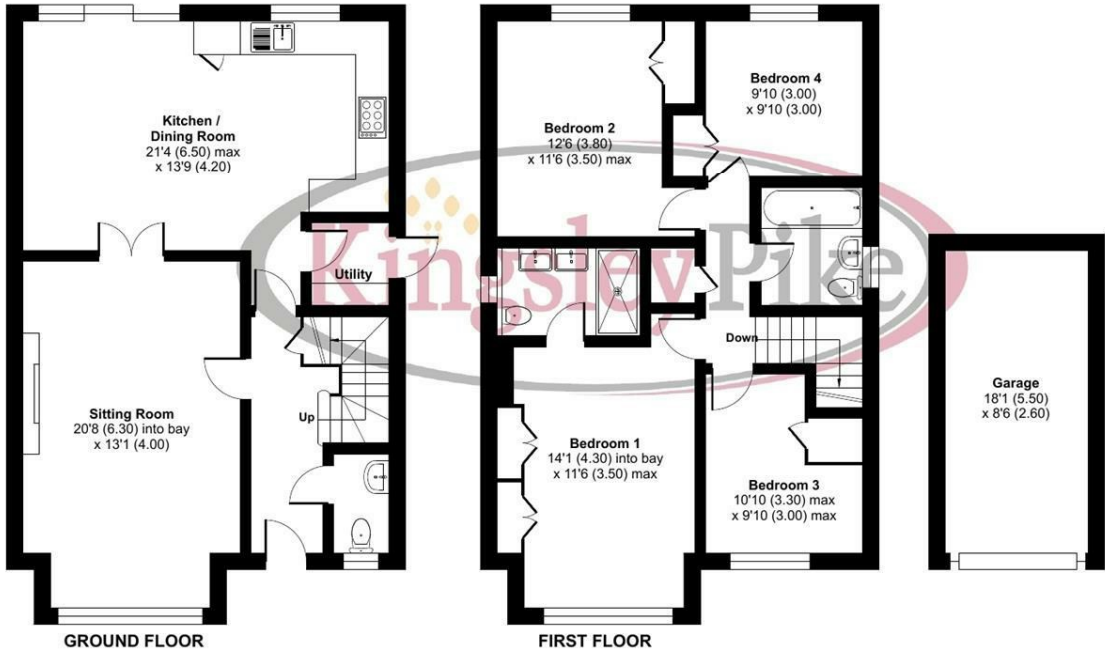 Kitchen /
Dining Room
21'4 (6.50) max
x 13'9 (4.20)
Utility
Sitting Room
20'8 (6.30) into bay
x 13'1 (4.00)
Up
GROUND FLOOR
Bedroom 2
12'6 (3.80)
x 11'6 (3.50) max
Bedroom 4
9'10 (3.00)
x 9'10 (3.00)
Kingsley Pike
Down
Bedroom 1
14'1 (4.30) into bay
x 11'6 (3.50) max
Bedroom 3
10'10 (3.30) max
x 9'10 (3.00) max
FIRST FLOOR
Garage
18'1 (5.50)
x 8'6 (2.60)